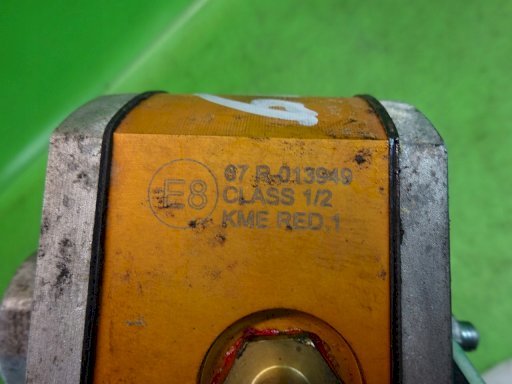 E8
67 R-013949
CLASS 1/2
KME RED.1